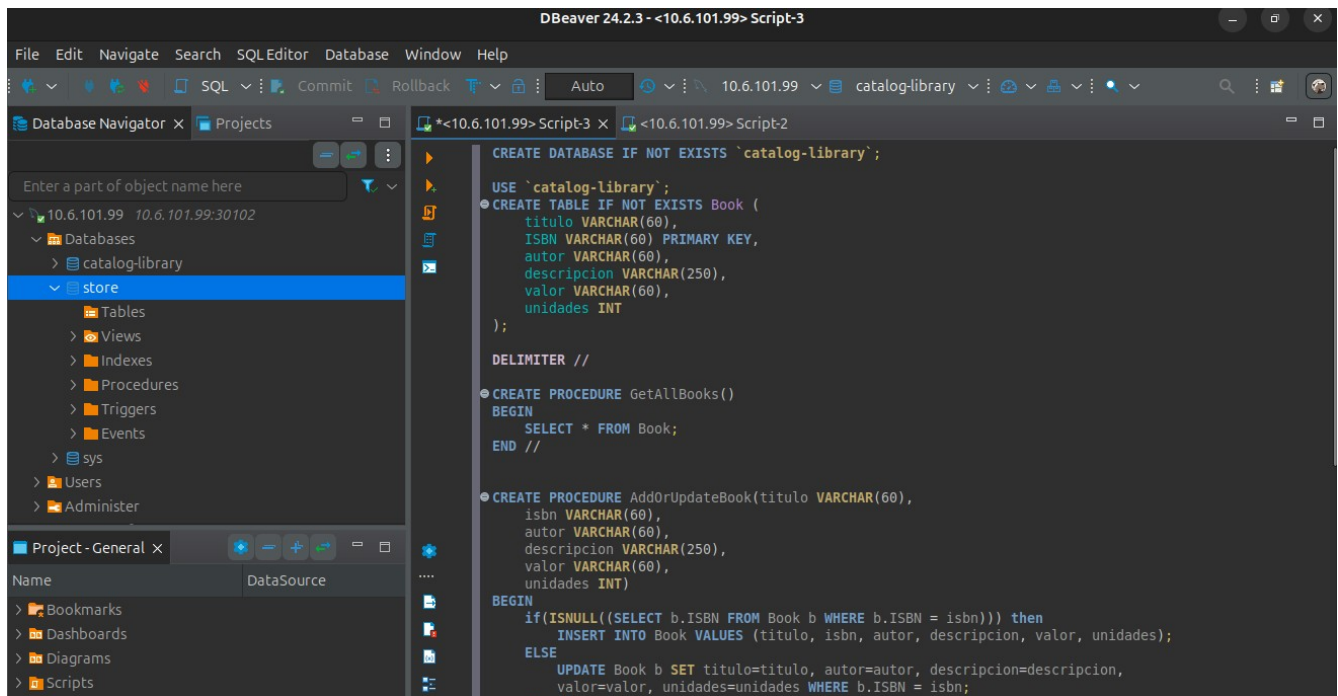 DBeaver 24.2.3 - <10.6.101.99> Script-3
File Edit Navigate Search SQL Editor Database Window Help
SQL Commit Rollback Auto 10.6.101.99 catalog-library
Database Navigator Projects
Enter a part of object name here
10.6.101.99 10.6.101.99:30102
Databases
catalog-library
store
Tables
Views
Indexes
Procedures
Triggers
Events
sys
Users
Administer
Project - General
Name DataSource
Bookmarks
Dashboards
Diagrams
Scripts
*<10.6.101.99> Script-3 <10.6.101.99> Script-2
CREATE DATABASE IF NOT EXISTS `catalog-library`;
USE `catalog-library`;
CREATE TABLE IF NOT EXISTS Book (
titulo VARCHAR(60),
ISBN VARCHAR(60) PRIMARY KEY,
autor VARCHAR(60),
descripcion VARCHAR(250),
valor VARCHAR(60),
unidades INT
);
DELIMITER //
CREATE PROCEDURE GetAllBooks()
BEGIN
SELECT * FROM Book;
END //
CREATE PROCEDURE AddOrUpdateBook(titulo VARCHAR(60),
isbn VARCHAR(60),
autor VARCHAR(60),
descripcion VARCHAR(250),
valor VARCHAR(60),
unidades INT)
BEGIN
if(ISNULL((SELECT b.ISBN FROM Book b WHERE b.ISBN = isbn))) then
INSERT INTO Book VALUES (titulo, isbn, autor, descripcion, valor, unidades);
ELSE
UPDATE Book b SET titulo=titulo, autor=autor, descripcion=descripcion,
valor=valor, unidades=unidades WHERE b.ISBN = isbn;